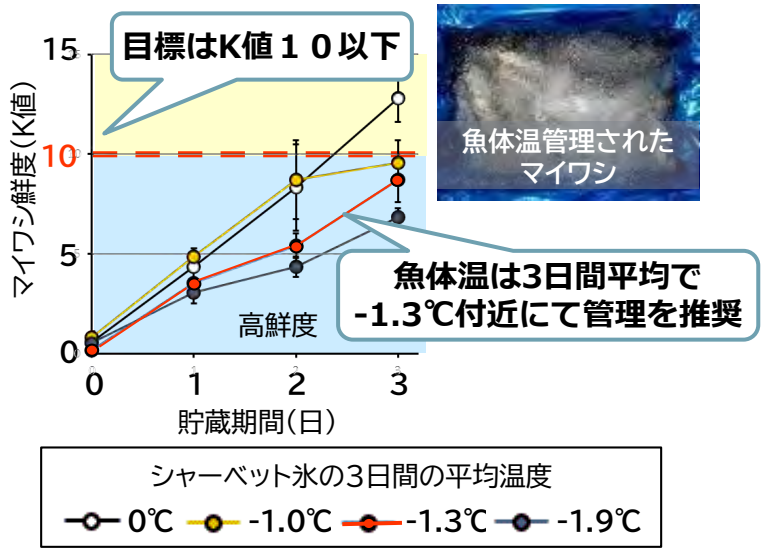 目標はK値10以下
マイワシ鮮度(K値)
15
10
5
0
高鮮度
0
1
2
3
貯蔵期間(日)
魚体温管理された
マイワシ
魚体温は3日間平均で
-1.3℃付近にて管理を推奨
シャーベット氷の3日間の平均温度
0℃ -1.0℃ -1.3℃ -1.9℃